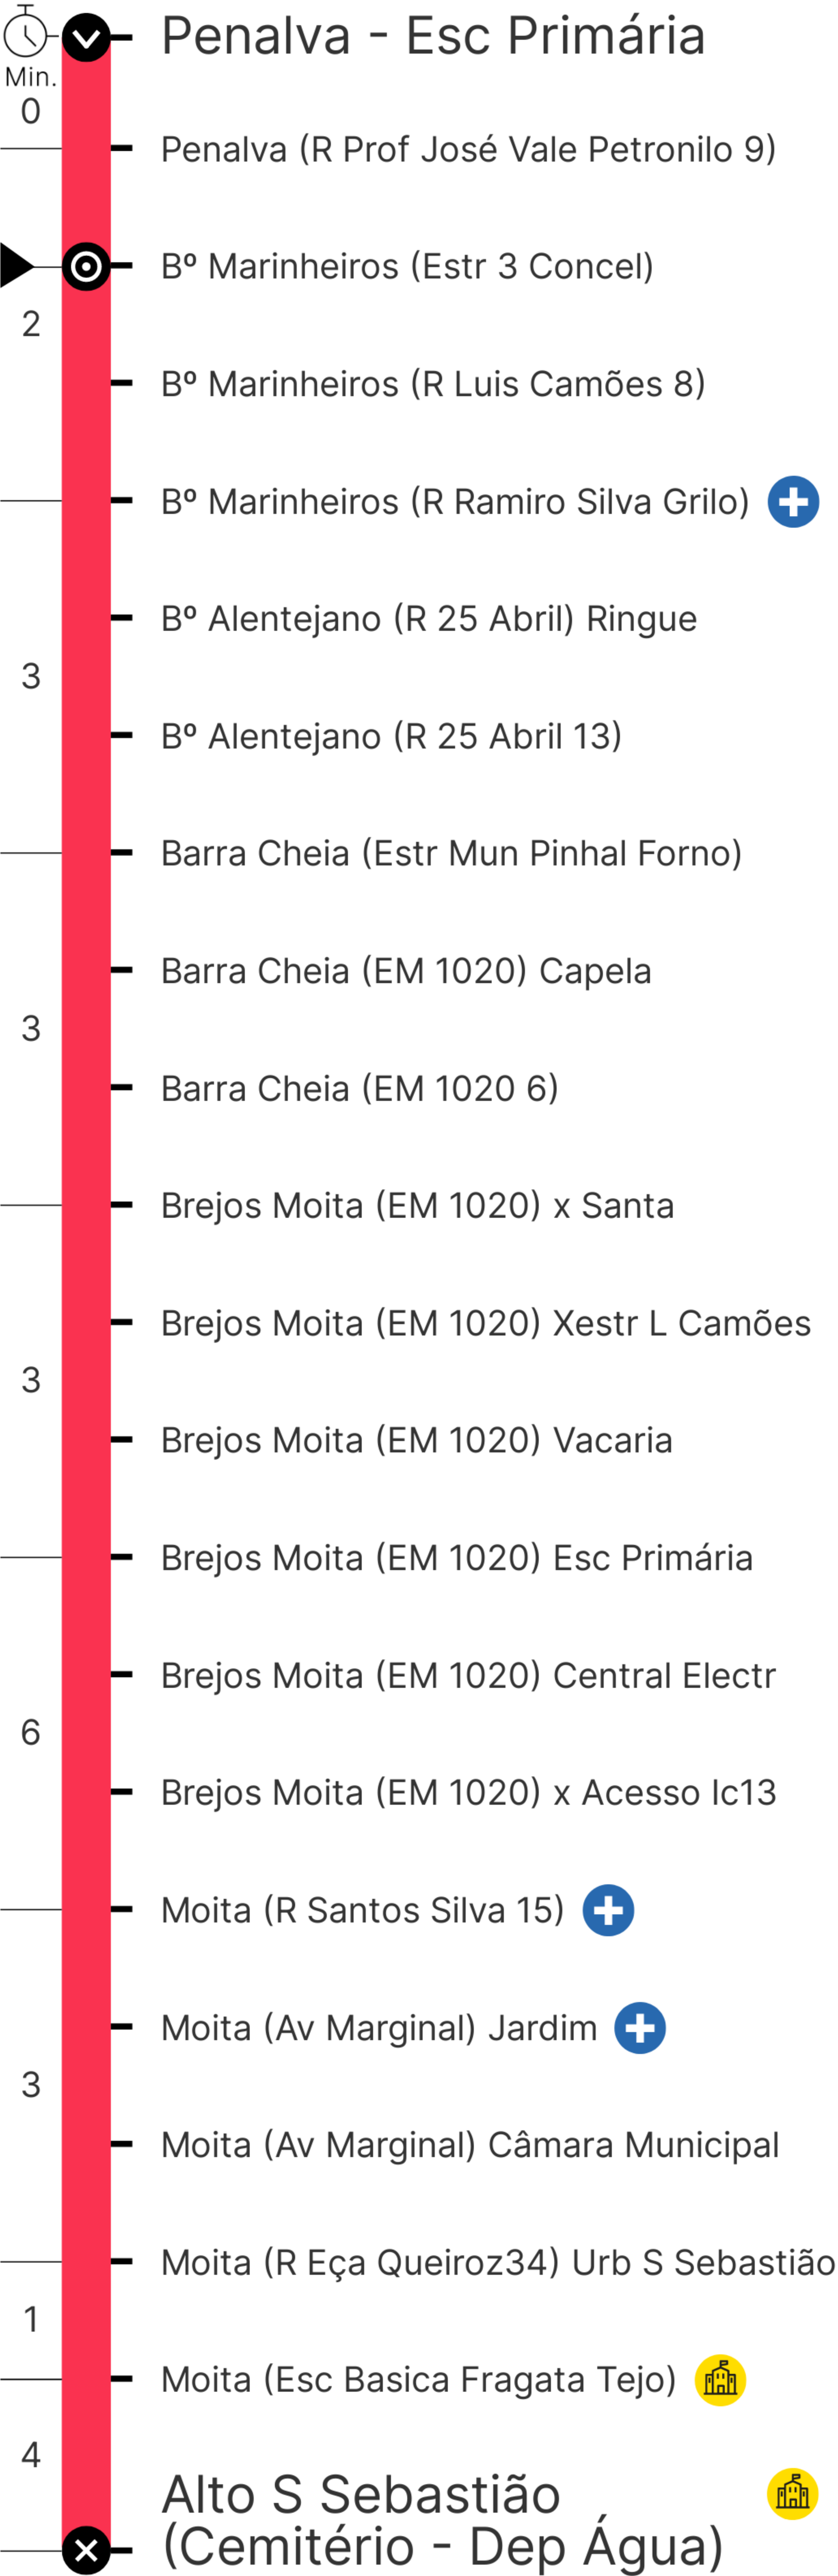 Penalva - Esc Primária
Min.
0
Penalva (R Prof José Vale Petronilo 9)
Bº Marinheiros (Estr 3 Concel)
2
Bº Marinheiros (R Luis Camões 8)
Bº Marinheiros (R Ramiro Silva Grilo)
Bº Alentejano (R 25 Abril) Ringue
3
Bº Alentejano (R 25 Abril 13)
Barra Cheia (Estr Mun Pinhal Forno)
Barra Cheia (EM 1020) Capela
3
Barra Cheia (EM 1020 6)
Brejos Moita (EM 1020) x Santa
Brejos Moita (EM 1020) Xestr L Camões
3
Brejos Moita (EM 1020) Vacaria
Brejos Moita (EM 1020) Esc Primária
Brejos Moita (EM 1020) Central Electr
6
Brejos Moita (EM 1020) x Acesso Ic13
Moita (R Santos Silva 15)
Moita (Av Marginal) Jardim
3
Moita (Av Marginal) Câmara Municipal
Moita (R Eça Queiroz34) Urb S Sebastião
1
Moita (Esc Basica Fragata Tejo)
4
Alto S Sebastião
(Cemitério - Dep Água)